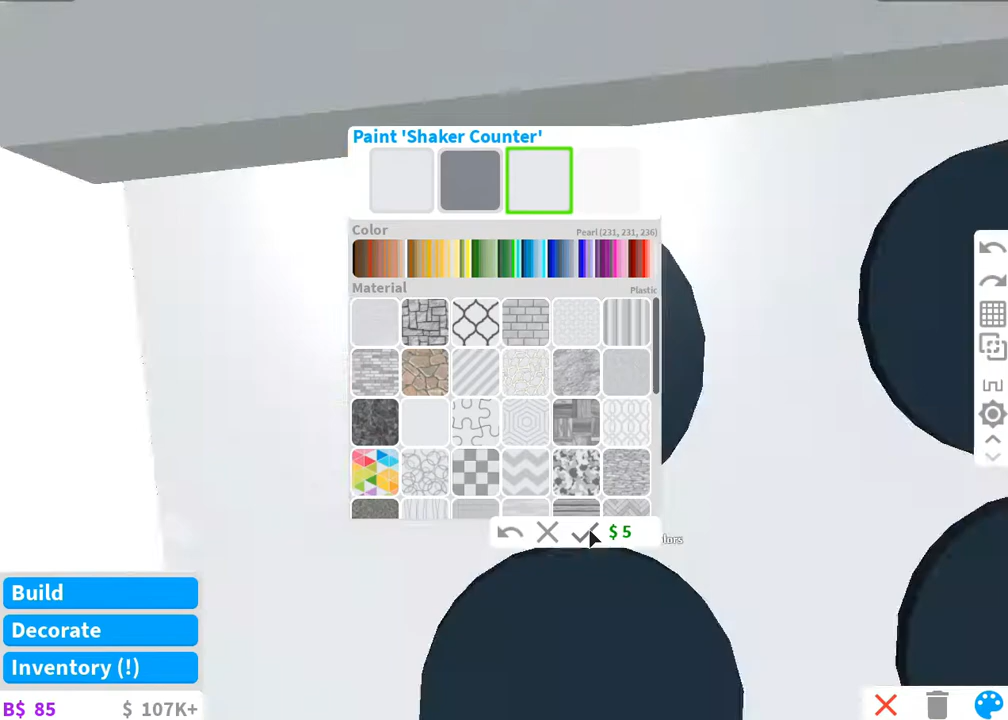 Paint 'Shaker Counter'
Color
Pearl (231, 231, 236)
Material
Plastic
$ 5
Build
Decorate
Inventory (!)
B$ 85
$ 107K+